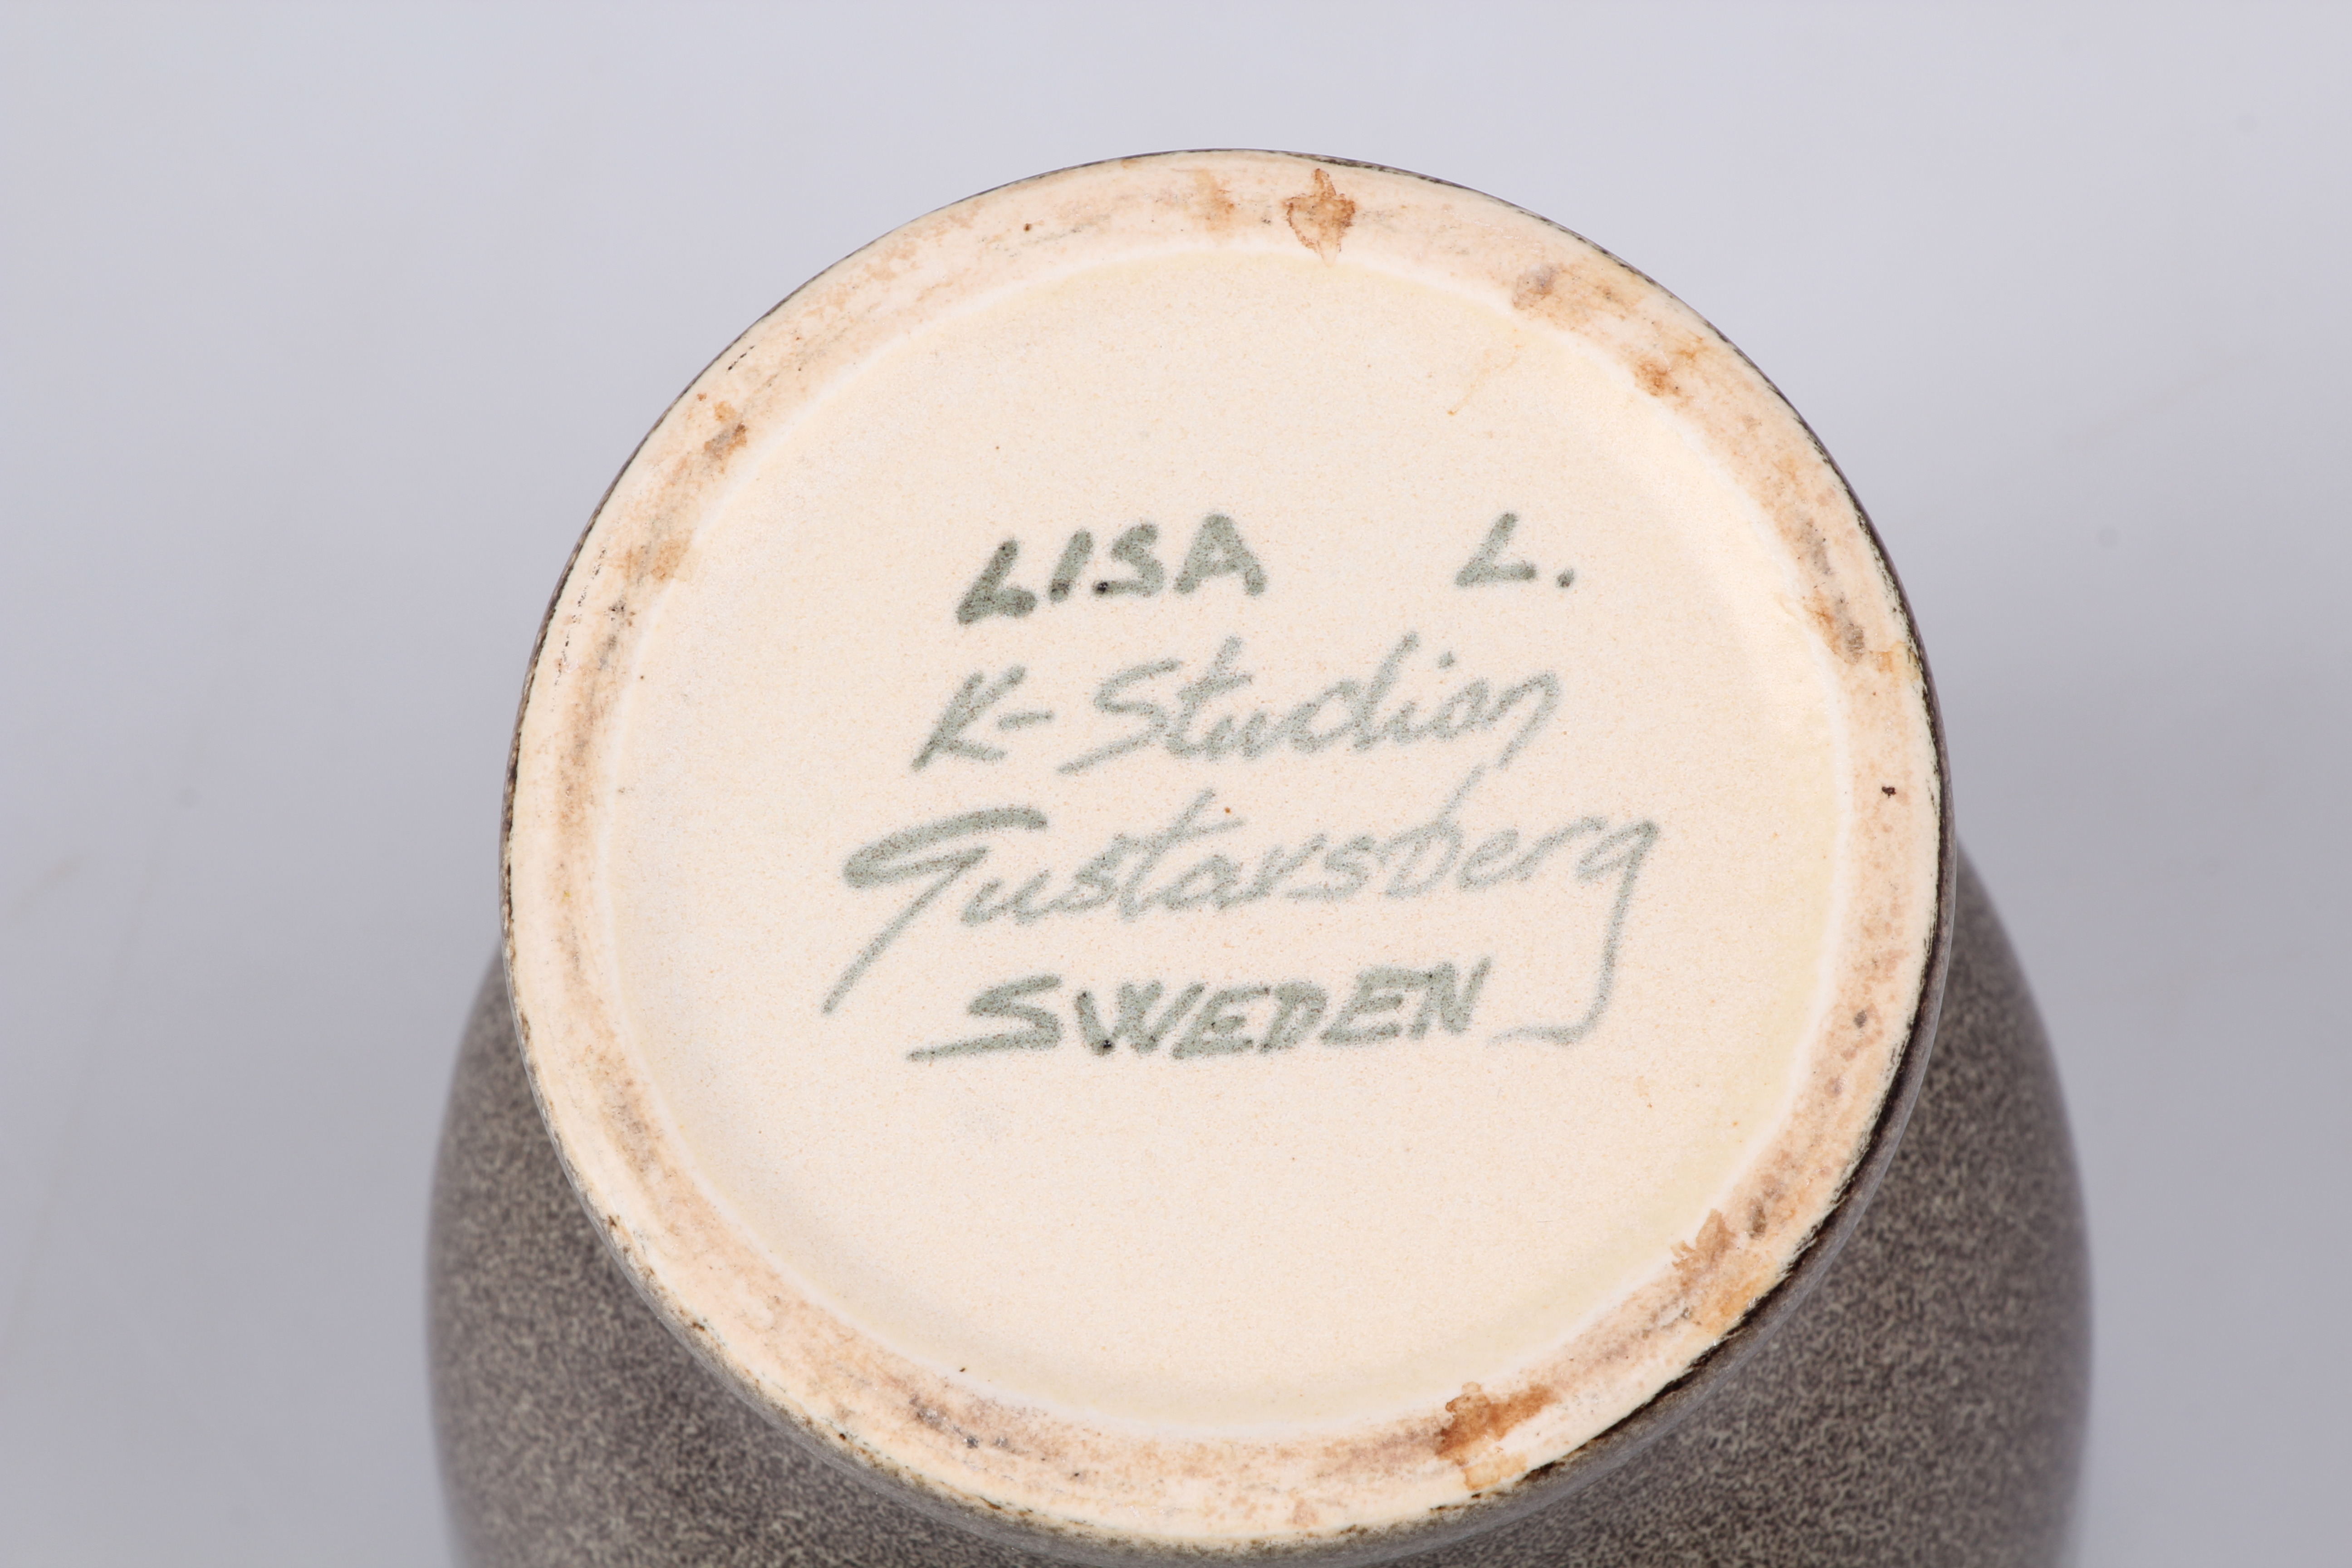 LISA L.
K-Studion
Gustavsberg
SWEDEN